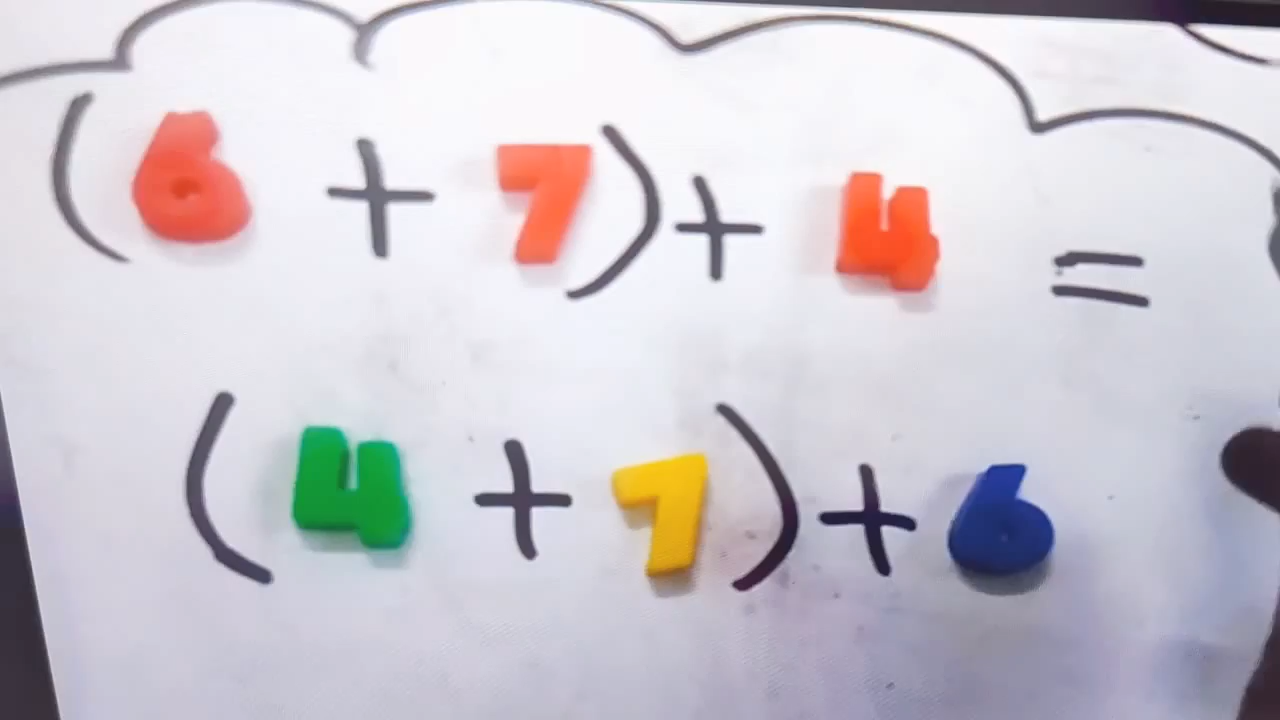 (6 + 7) + 4 =
(4 + 7) + 6